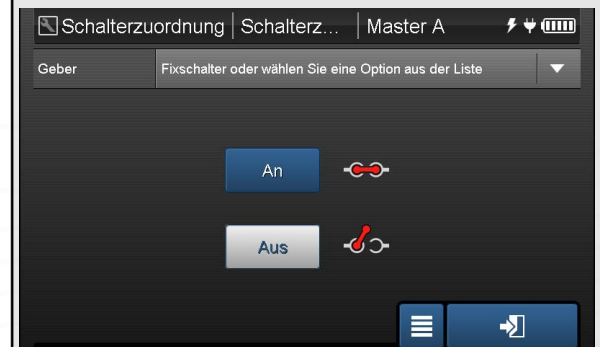 Schalterzuordnung Schalterz... Master A
Geber Fixschalter oder wählen Sie eine Option aus der Liste
An
Aus